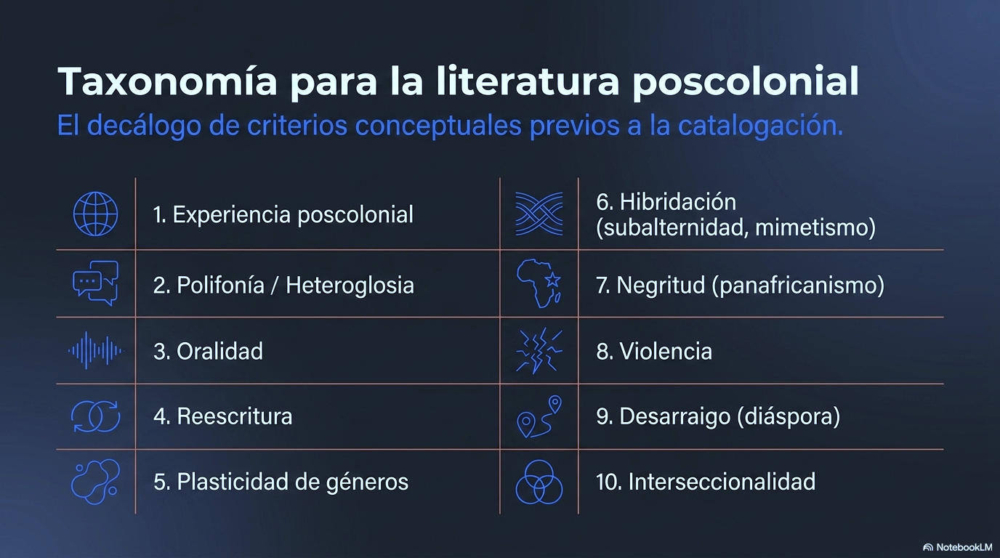 Taxonomía para la literatura poscolonial
El decálogo de criterios conceptuales previos a la catalogación.
1. Experiencia poscolonial
2. Polifonía / Heteroglosia
3. Oralidad
4. Reescritura
5. Plasticidad de géneros
6. Hibridación
(subalternidad, mimetismo)
7. Negritud (panafricanismo)
8. Violencia
9. Desarraigo (diáspora)
10. Interseccionalidad
NotebookLM